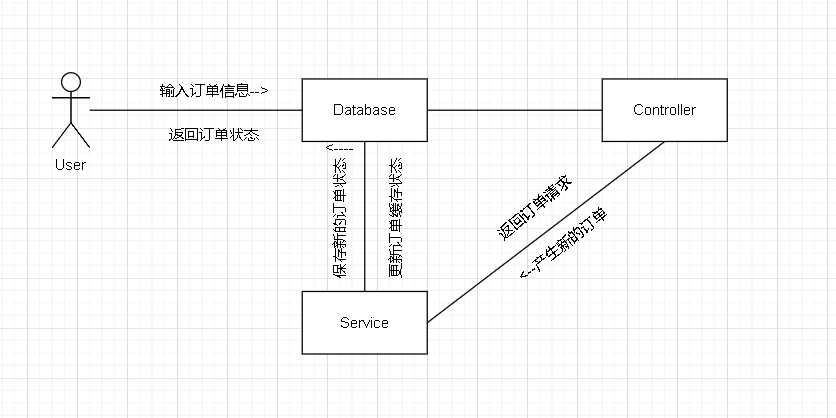 输入订单信息-->
Database
Controller
返回订单状态
User
<----
保存新的订单状态
更新订单缓存状态
返回订单请求
<--产生新的订单
Service